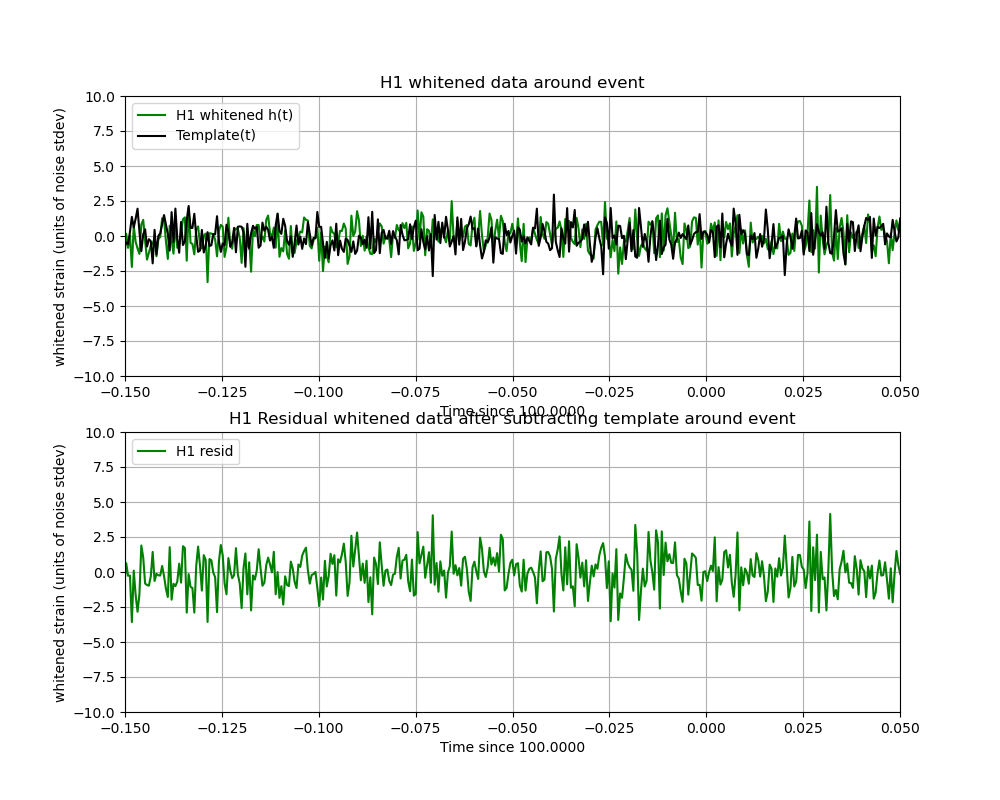 H1 whitened data around event
whitened strain (units of noise stdev)
10.0
7.5
5.0
2.5
0.0
−2.5
−5.0
−7.5
−10.0
H1 whitened h(t)
Template(t)
−0.150 −0.125 −0.100 −0.075 −0.050 −0.025 0.000 0.025 0.050
Time since 100.0000
H1 Residual whitened data after subtracting template around event
whitened strain (units of noise stdev)
10.0
7.5
5.0
2.5
0.0
−2.5
−5.0
−7.5
−10.0
H1 resid
−0.150 −0.125 −0.100 −0.075 −0.050 −0.025 0.000 0.025 0.050
Time since 100.0000